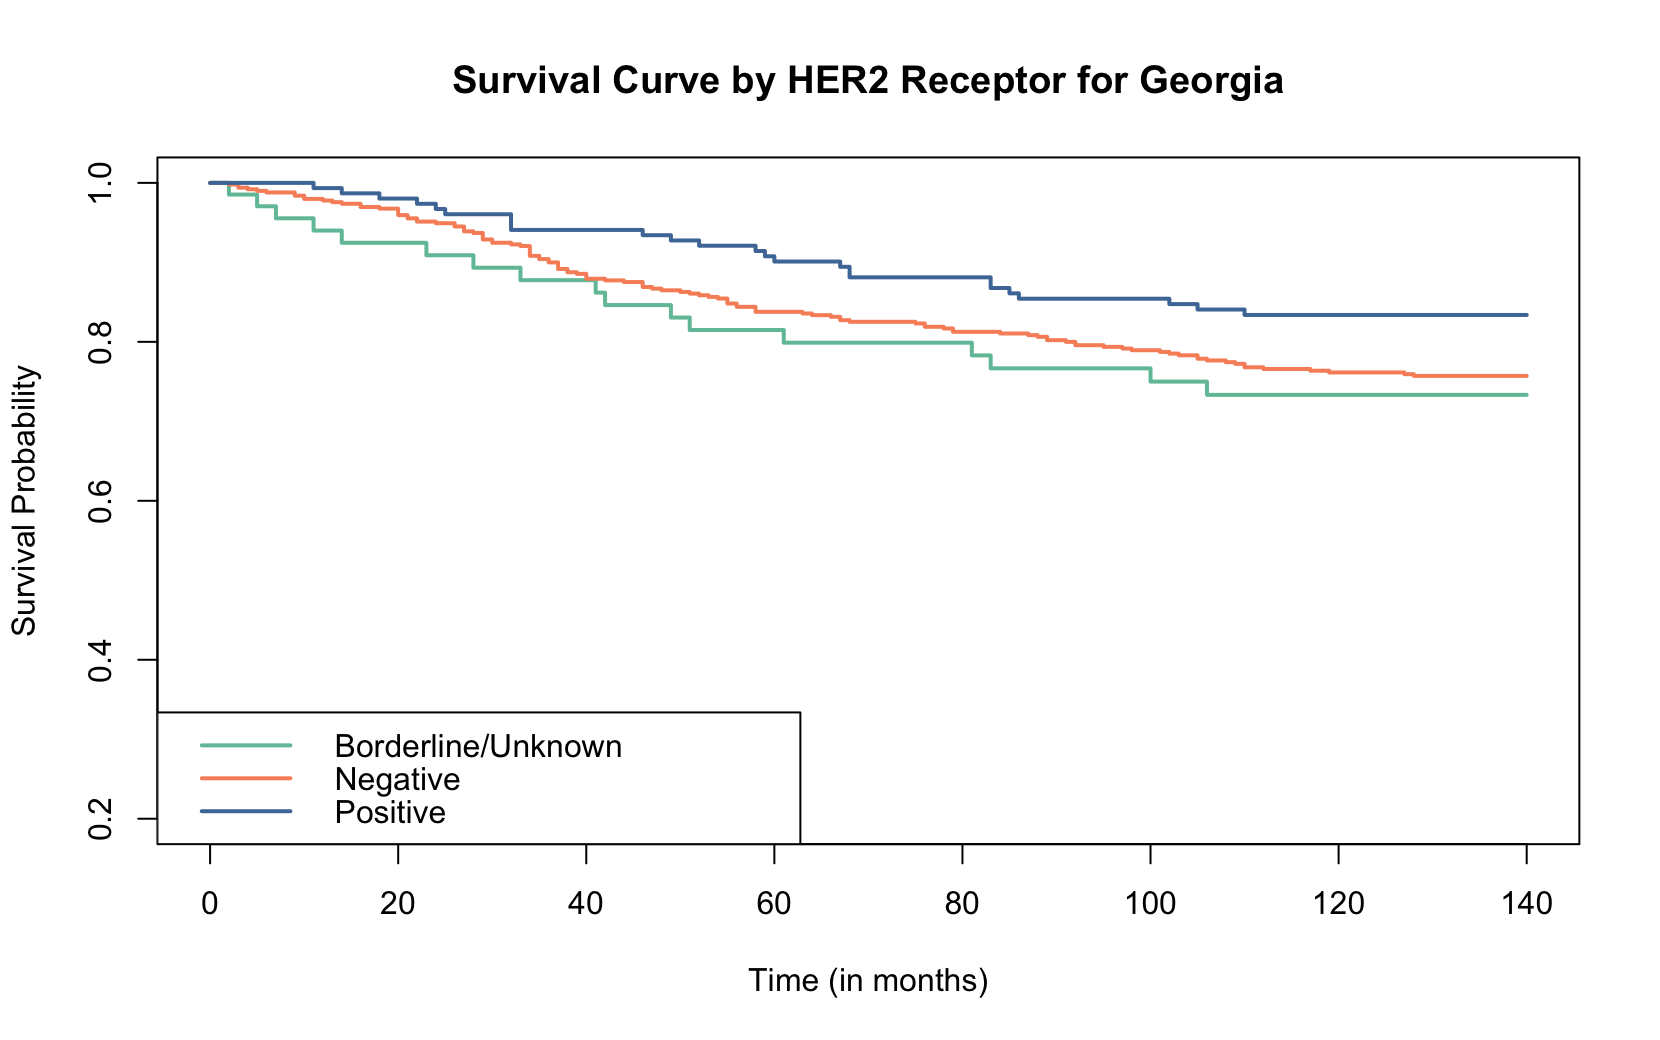 Survival Curve by HER2 Receptor for Georgia
Survival Probability
1.0
0.8
0.6
0.4
0.2
Borderline/Unknown
Negative
Positive
0 20 40 60 80 100 120 140
Time (in months)